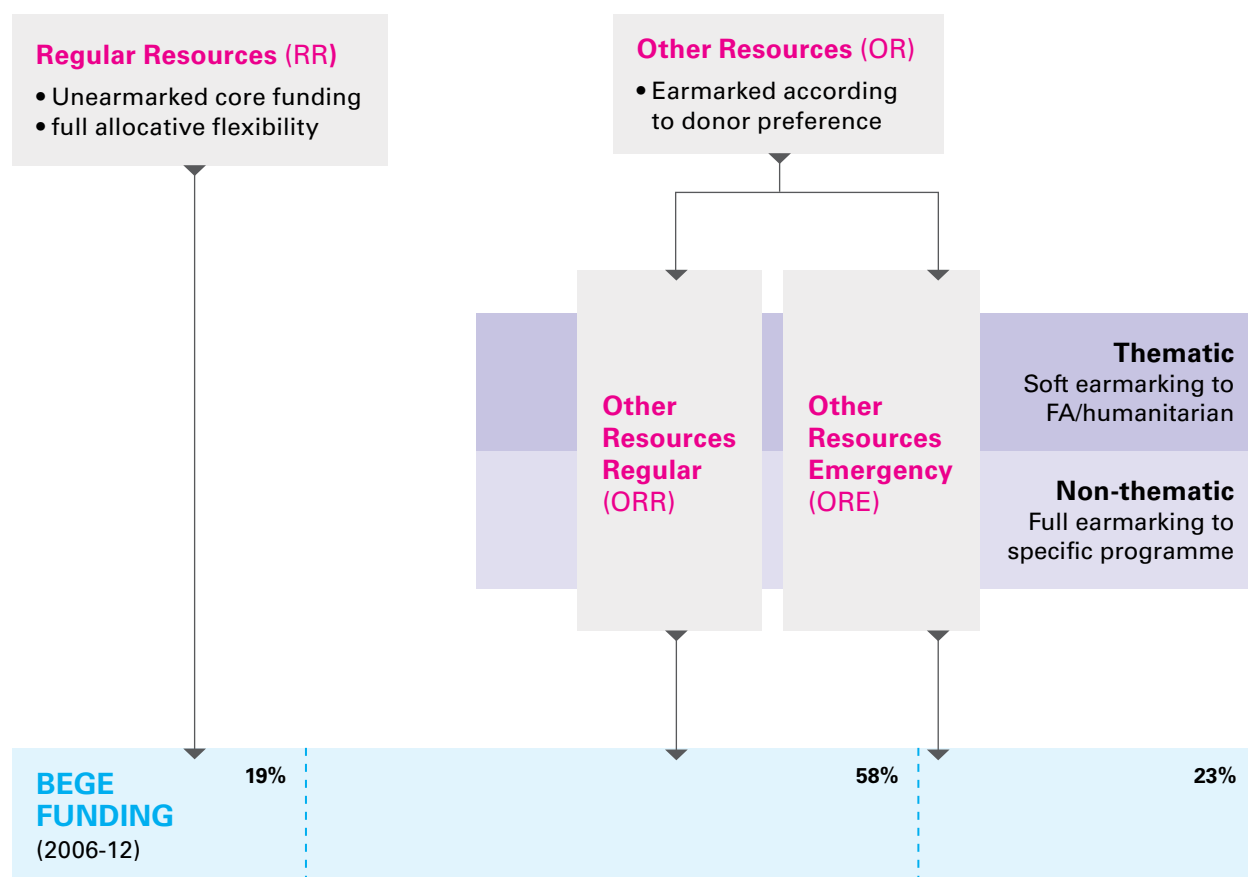 Regular Resources (RR)
• Unearmarked core funding
• full allocative flexibility
Other Resources (OR)
• Earmarked according
to donor preference
Other
Resources
Regular
(ORR)
Other
Resources
Emergency
(ORE)
Thematic
Soft earmarking to
FA/humanitarian
Non-thematic
Full earmarking to
specific programme
BEGE
FUNDING
(2006-12)
19%
58%
23%